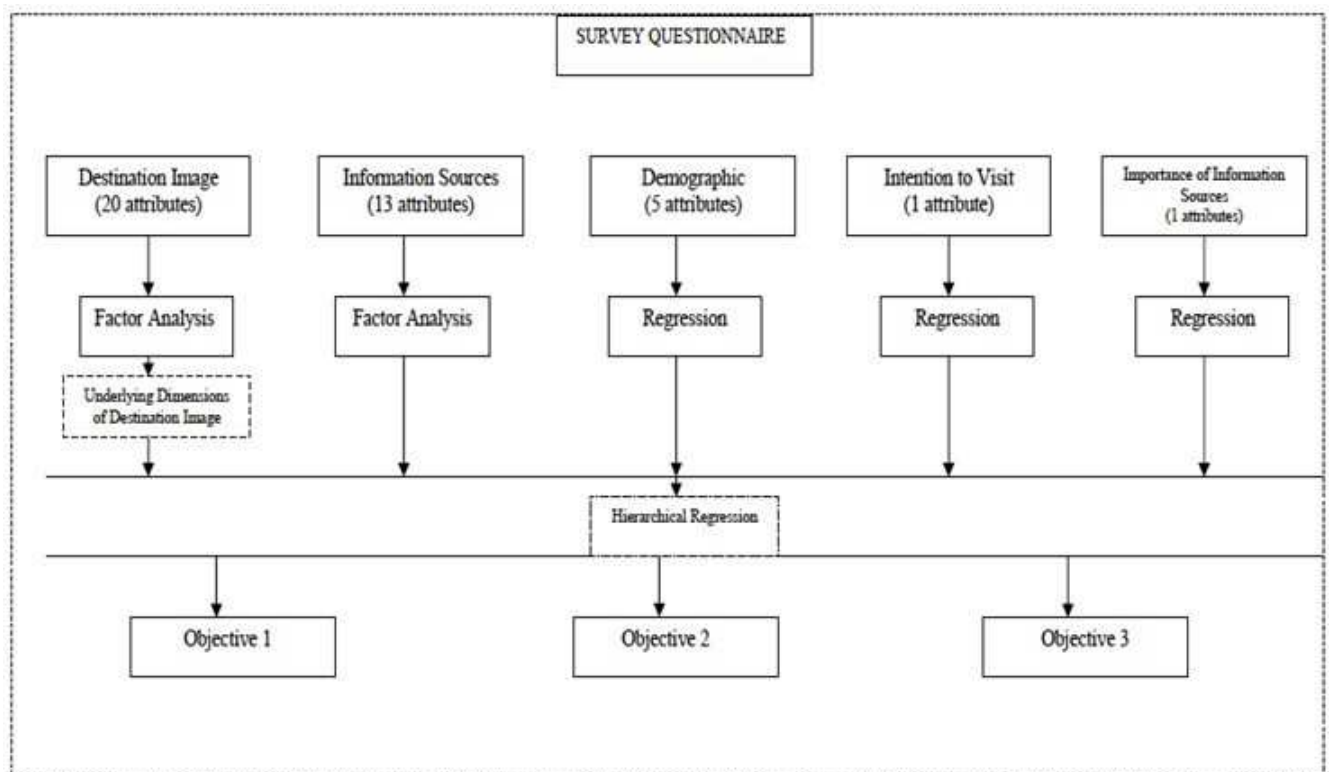 SURVEY QUESTIONNAIRE
Destination Image
(20 attributes)
Information Sources
(13 attributes)
Demographic
(5 attributes)
Intention to Visit
(1 attribute)
Importance of Information
Sources
(1 attributes)
Factor Analysis
Factor Analysis
Regression
Regression
Regression
Underlying Dimensions
of Destination Image
Hierarchical Regression
Objective 1
Objective 2
Objective 3